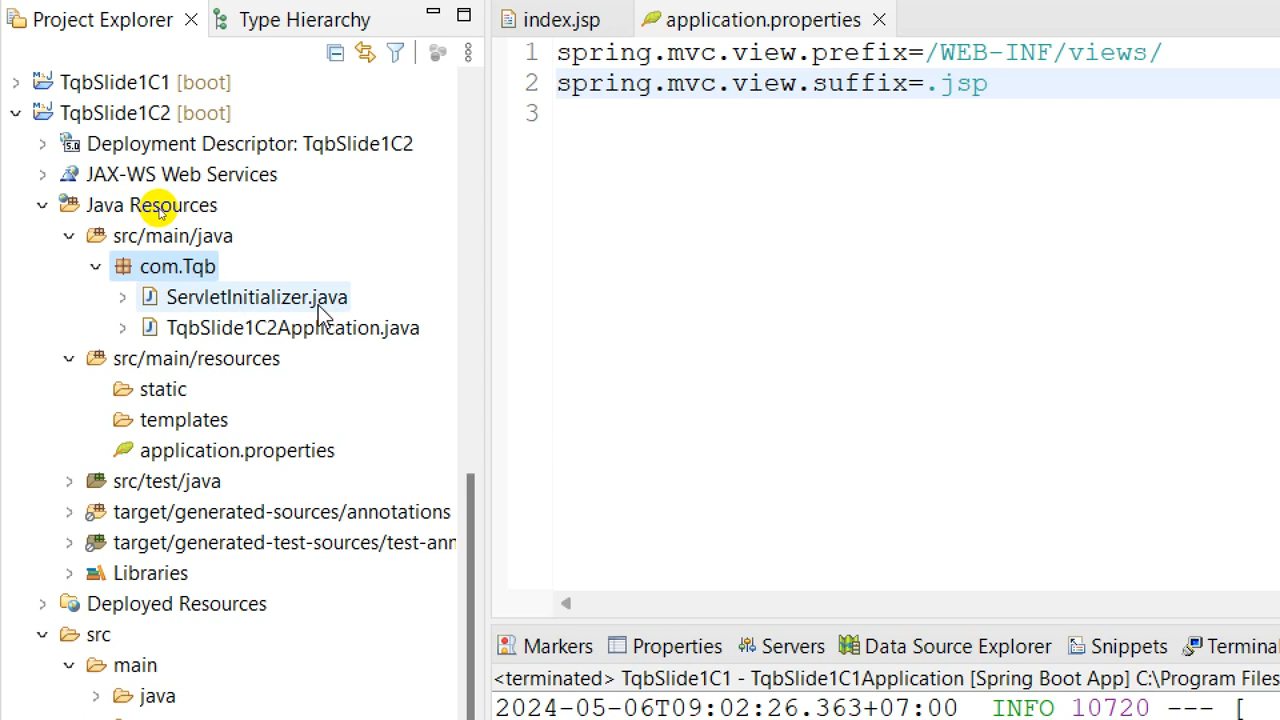 Project Explorer
Type Hierarchy
TqbSlide1C1 [boot]
TqbSlide1C2 [boot]
Deployment Descriptor: TqbSlide1C2
JAX-WS Web Services
Java Resources
src/main/java
com.Tqb
ServletInitializer.java
TqbSlide1C2Application.java
src/main/resources
static
templates
application.properties
src/test/java
target/generated-sources/annotations
target/generated-test-sources/test-ann
Libraries
Deployed Resources
src
main
java
index.jsp
application.properties
1 spring.mvc.view.prefix=/WEB-INF/views/
2 spring.mvc.view.suffix=.jsp
3
Markers Properties Servers Data Source Explorer Snippets Terminal
<terminated> TqbSlide1C1 - TqbSlide1C1Application [Spring Boot App] C:\Program Files
2024-05-06T09:02:26.363+07:00 INFO 10720 --- [